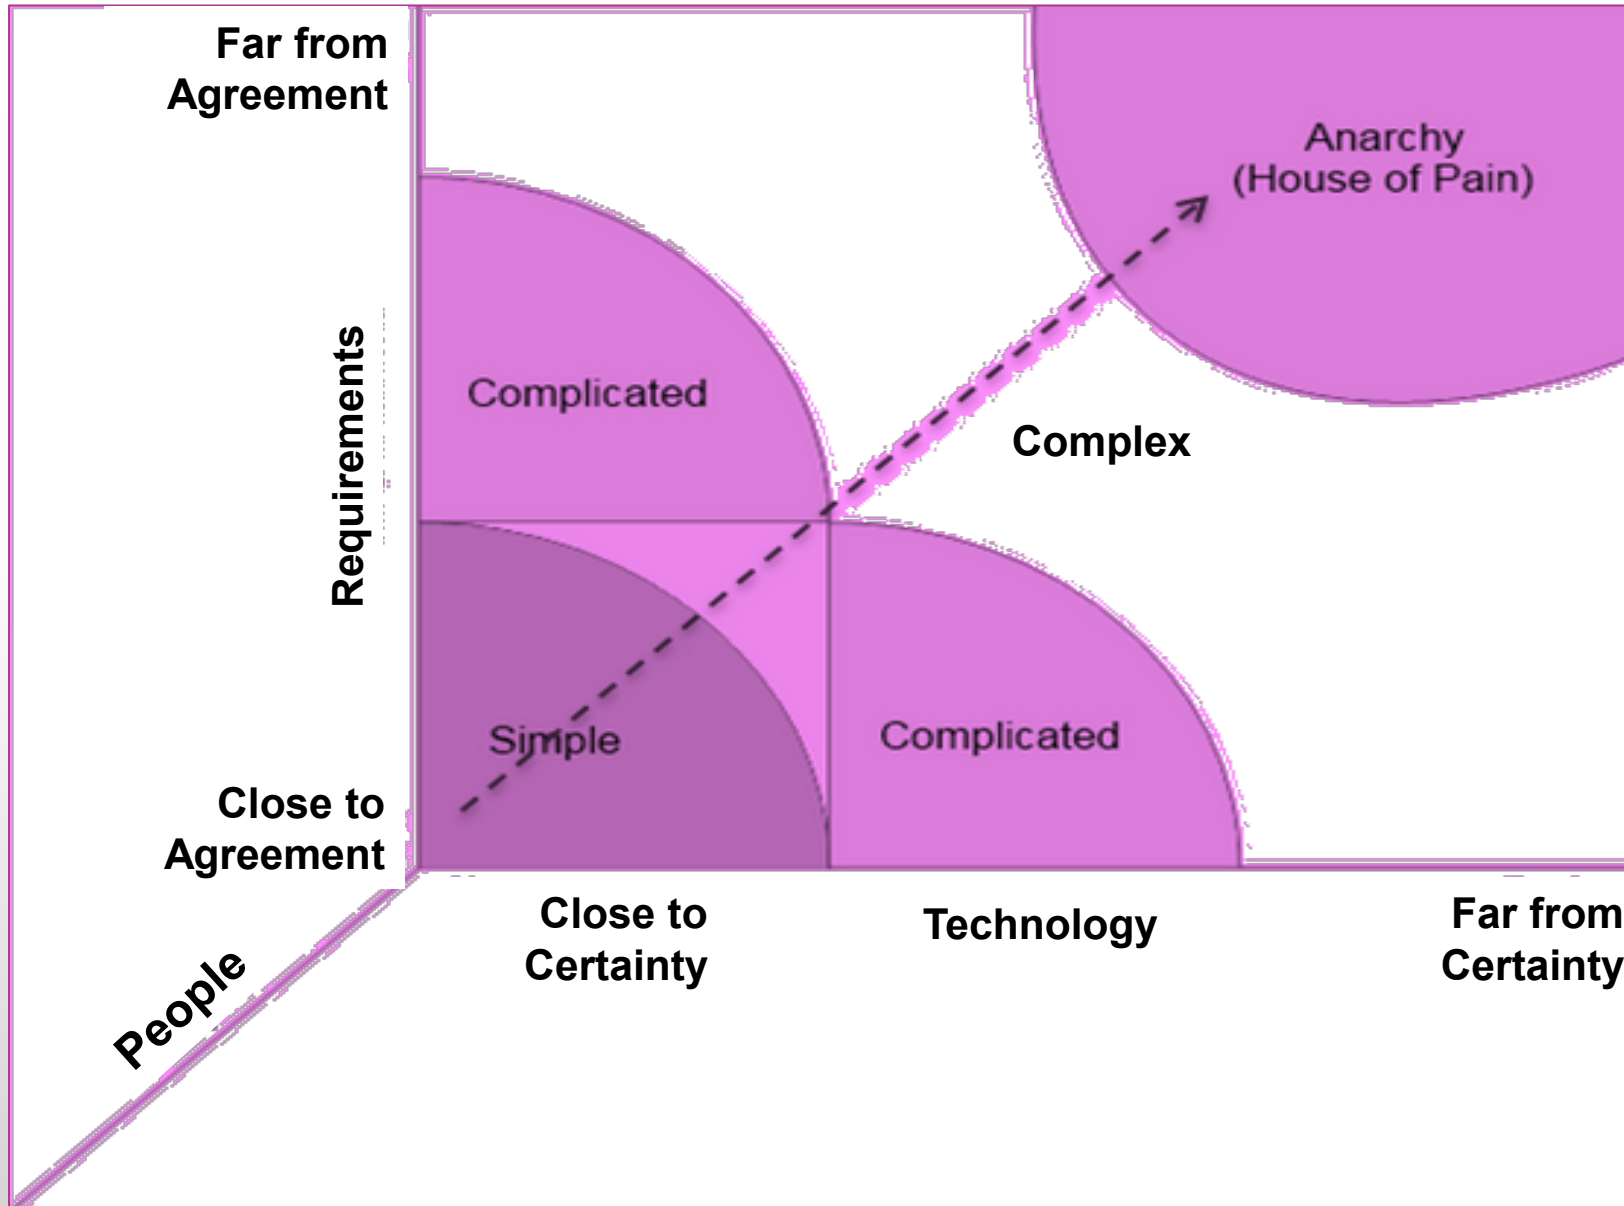 Far from
Agreement
Anarchy
(House of Pain)
Requirements
Complicated
Complex
Simple
Complicated
Close to
Agreement
Close to
Certainty
Technology
Far from
Certainty
People